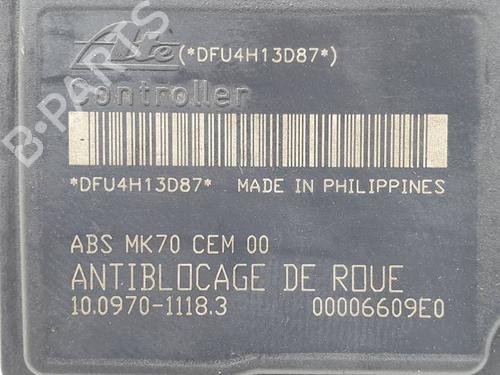 Ate (*DFU4H13D87*)
Controller
*DFU4H13D87* MADE IN PHILIPPINES
ABS MK70 CEM 00
ANTIBLOCAGE DE ROUE
10.0970-1118.3 00006609E0
B-PARTS